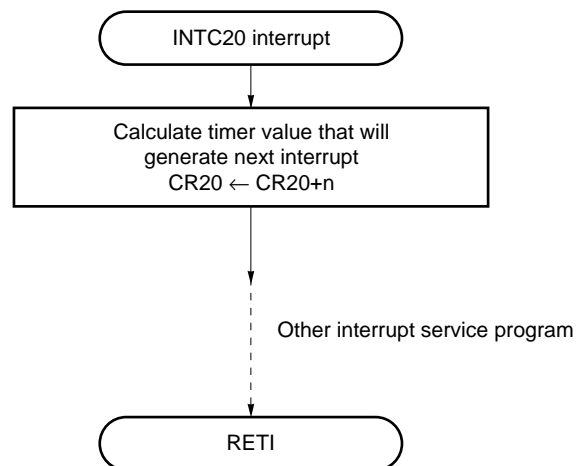 INTC20 interrupt
Calculate timer value that will
generate next interrupt
CR20 ← CR20+n
Other interrupt service program
RETI